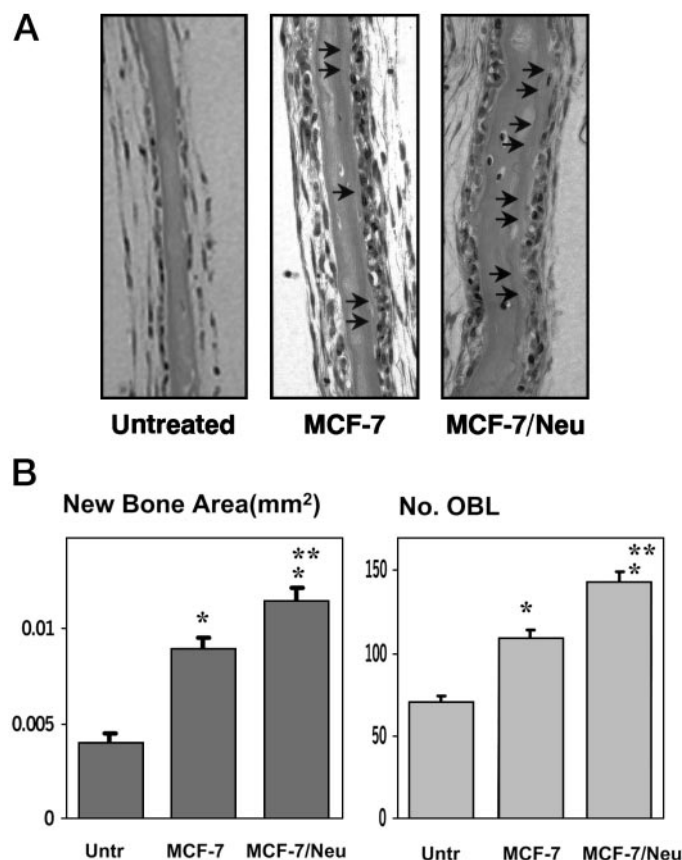 A
Untreated
MCF-7
MCF-7/Neu
B
New Bone Area(mm²)
No. OBL
0.01
0.005
0
*
**
*
Untr
MCF-7
MCF-7/Neu
150
100
50
0
*
**
*
Untr
MCF-7
MCF-7/Neu